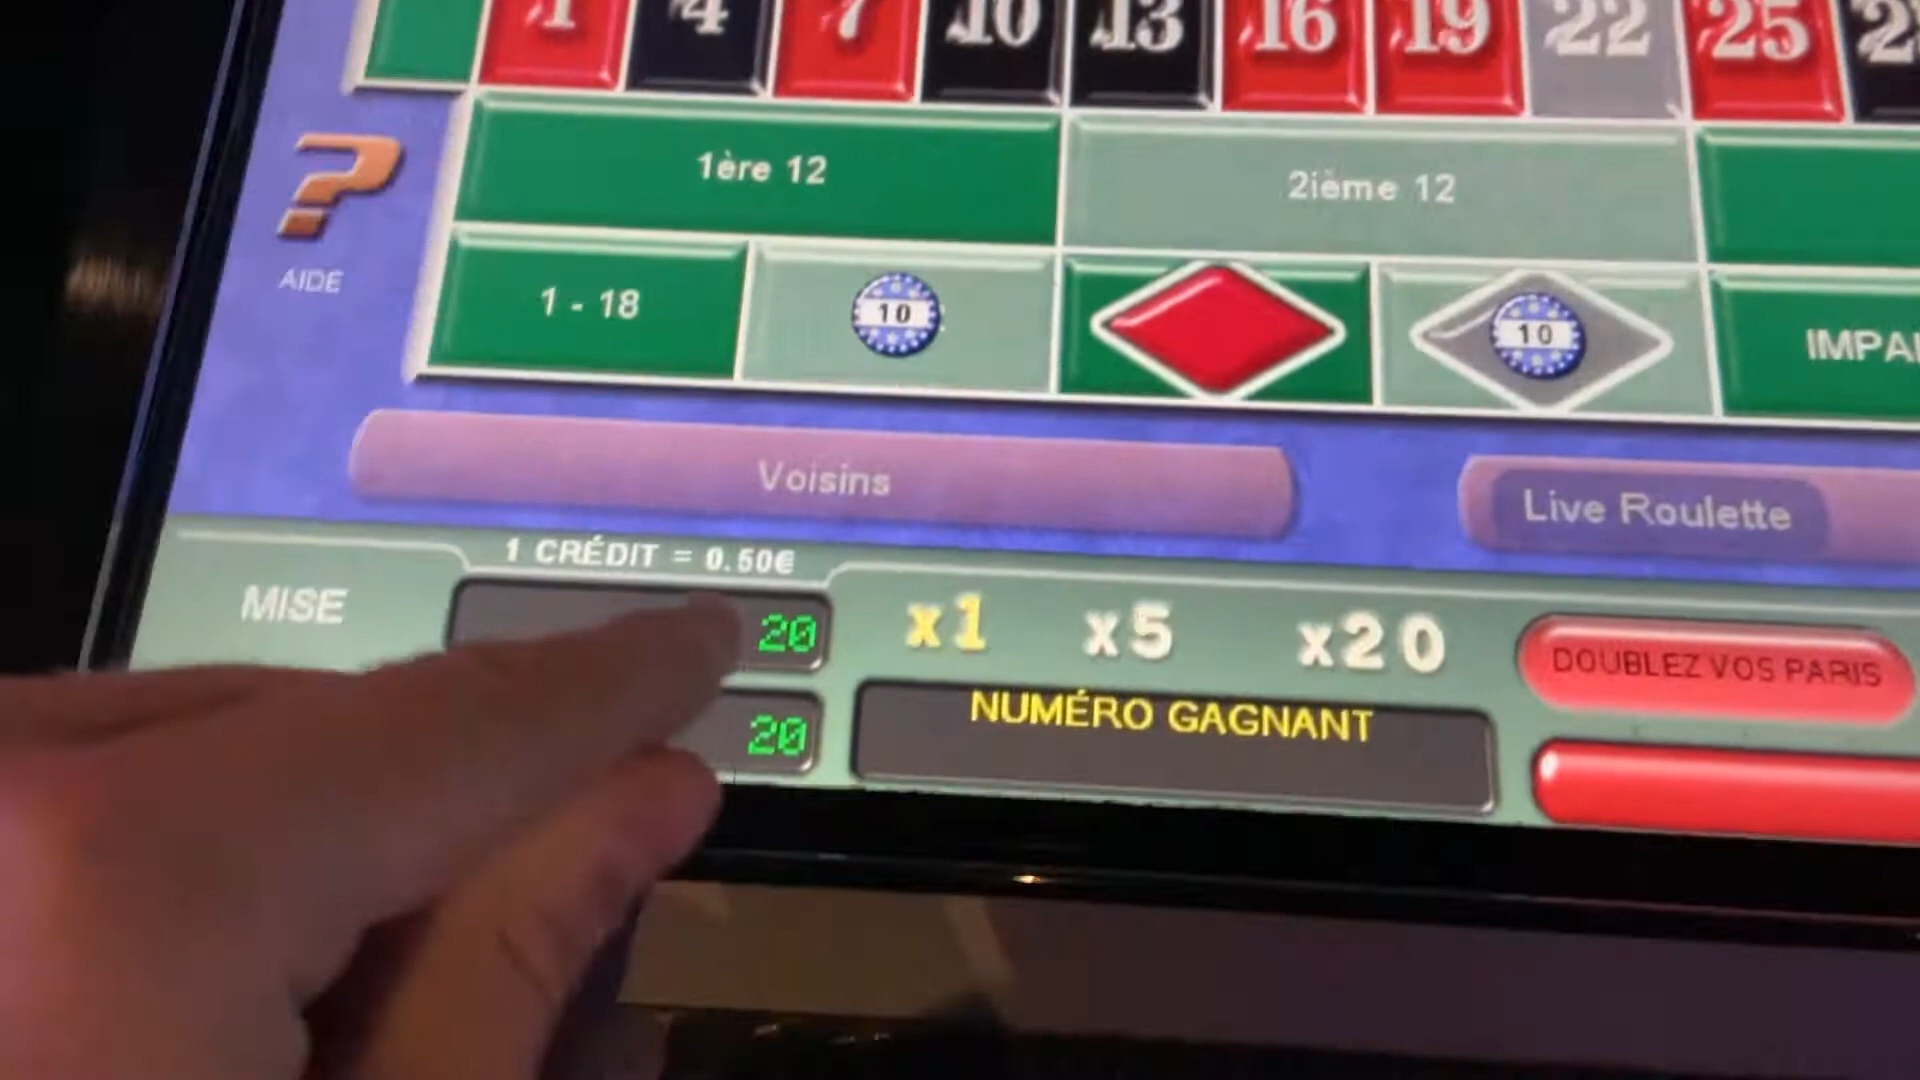 1 4 7 10 13 16 19 22 25
1ère 12 2ième 12
AIDE
1 - 18 10 10
Voisins
Live Roulette
1 CRÉDIT = 0.50€
MISE 20 x1 x5 x20
DOUBLEZ VOS PARIS
NUMÉRO GAGNANT
20